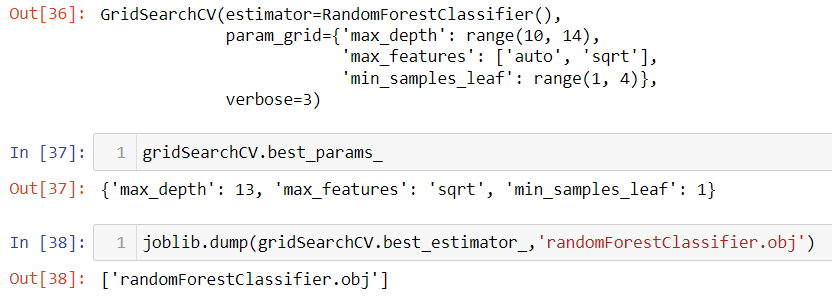 Out[36]: GridSearchCV(estimator=RandomForestClassifier(),
             param_grid={'max_depth': range(10, 14),
                         'max_features': ['auto', 'sqrt'],
                         'min_samples_leaf': range(1, 4)},
             verbose=3)
In [37]: 1 gridSearchCV.best_params_
Out[37]: {'max_depth': 13, 'max_features': 'sqrt', 'min_samples_leaf': 1}
In [38]: 1 joblib.dump(gridSearchCV.best_estimator_,'randomForestClassifier.obj')
Out[38]: ['randomForestClassifier.obj']